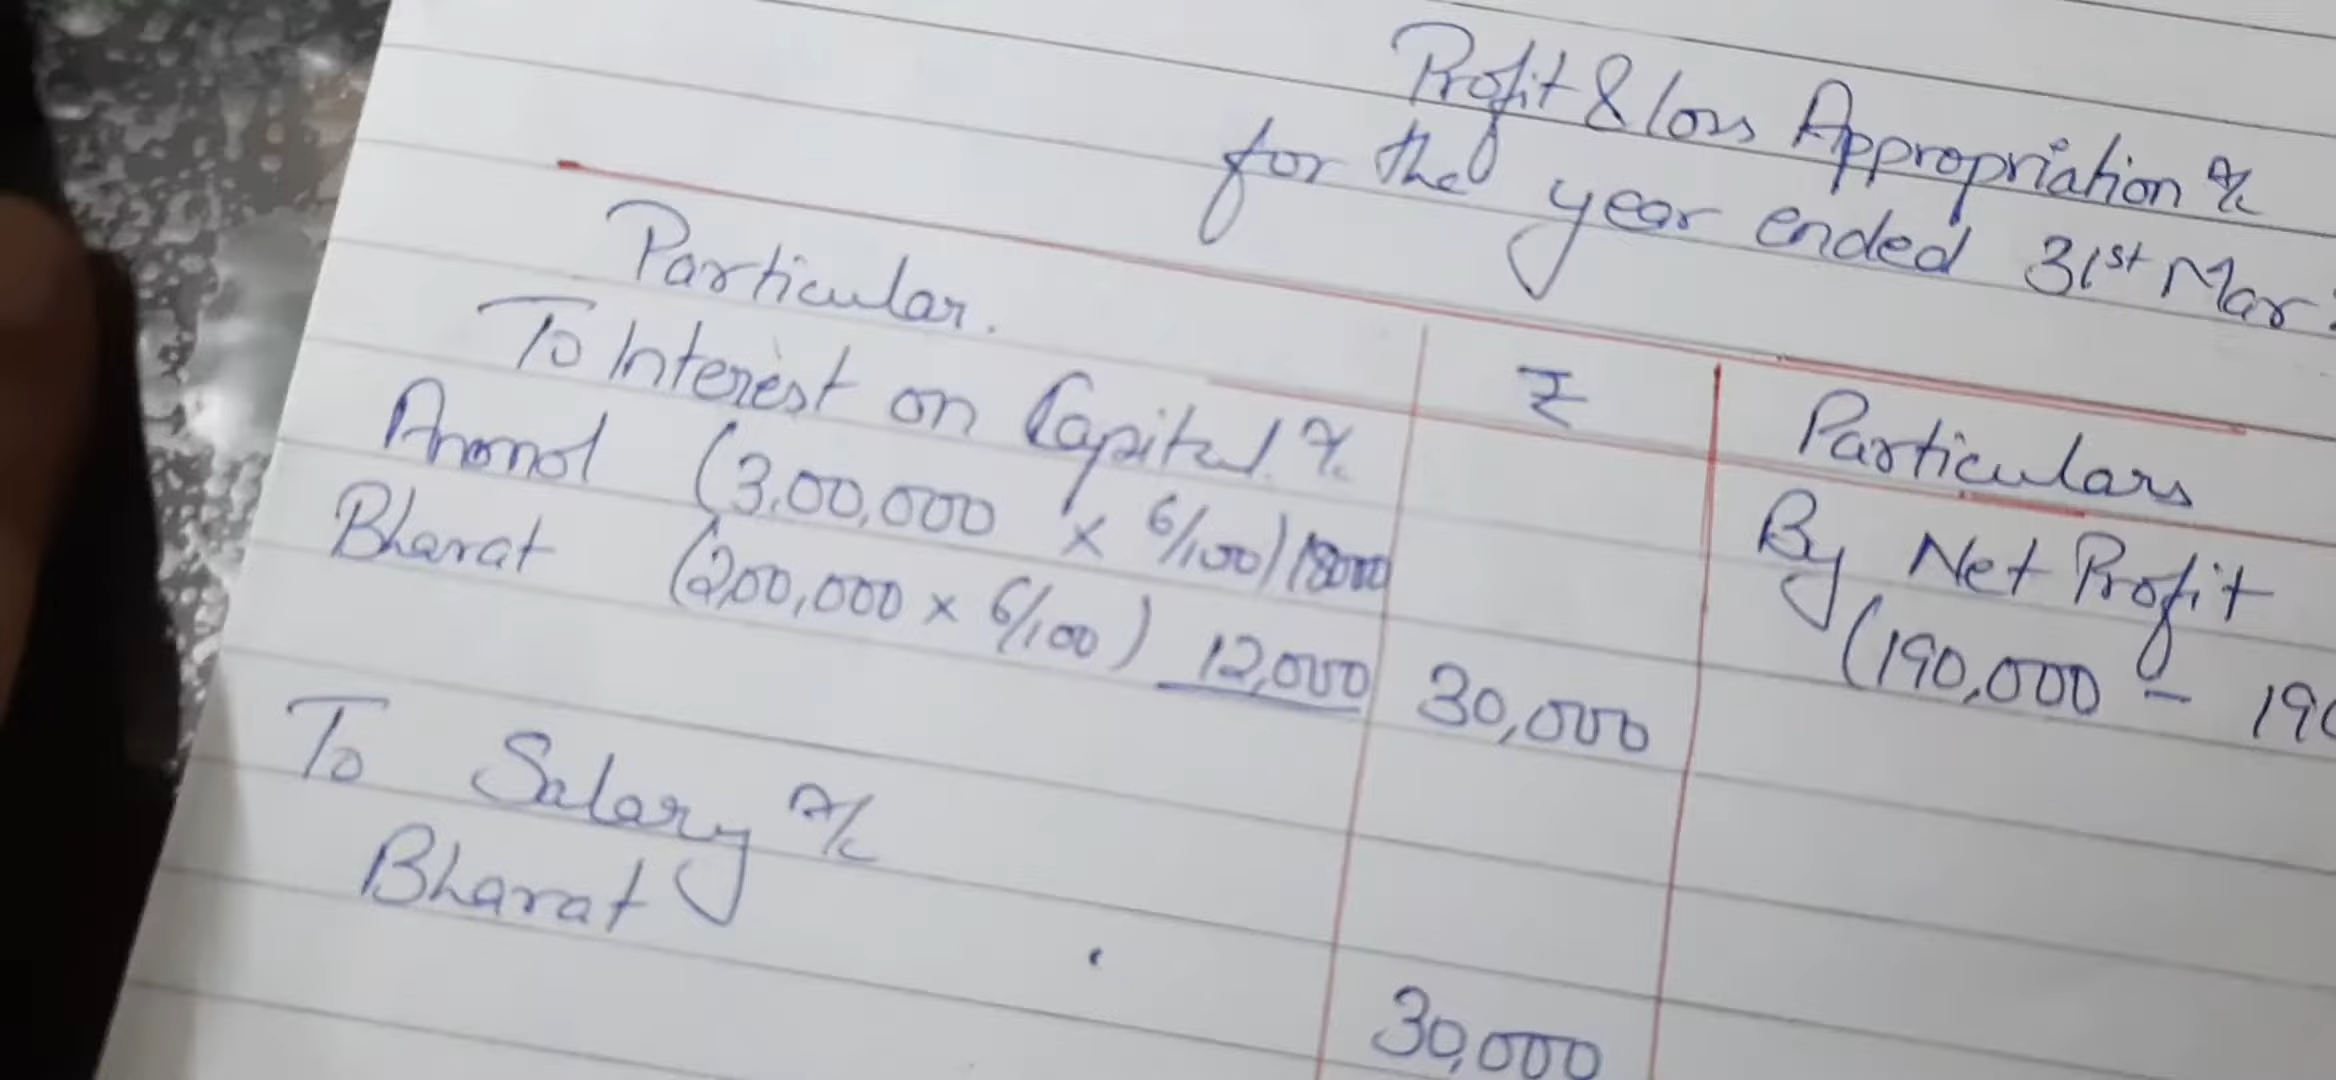 Profit & loss Appropriation A/c
for the year ended 31st Mar
Particular. ₹ Particulars
To Interest on Capital A/c By Net Profit
Anmol (3,00,000 × 6/100) 18000 (190,000 - 190
Bharat (200,000 × 6/100) 12,000 30,000
To Salary A/c
Bharat 30,000